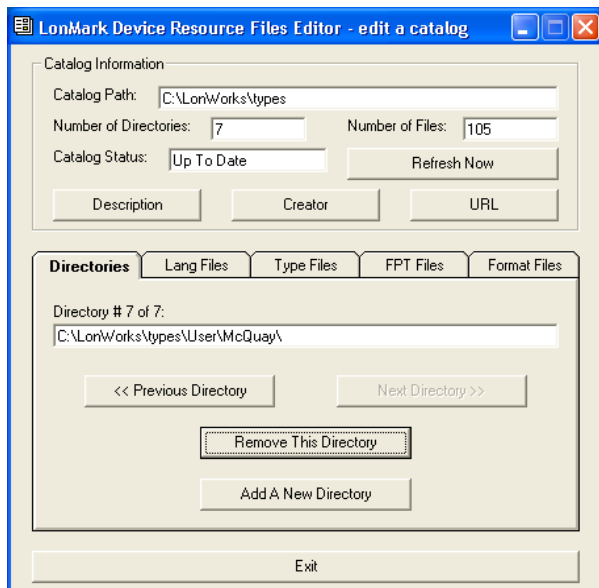 LonMark Device Resource Files Editor - edit a catalog
Catalog Information
Catalog Path: C:\LonWorks\types
Number of Directories: 7 Number of Files: 105
Catalog Status: Up To Date Refresh Now
Description Creator URL
Directories Lang Files Type Files FPT Files Format Files
Directory # 7 of 7:
C:\LonWorks\types\User\McQuay\
<< Previous Directory Next Directory >>
Remove This Directory
Add A New Directory
Exit